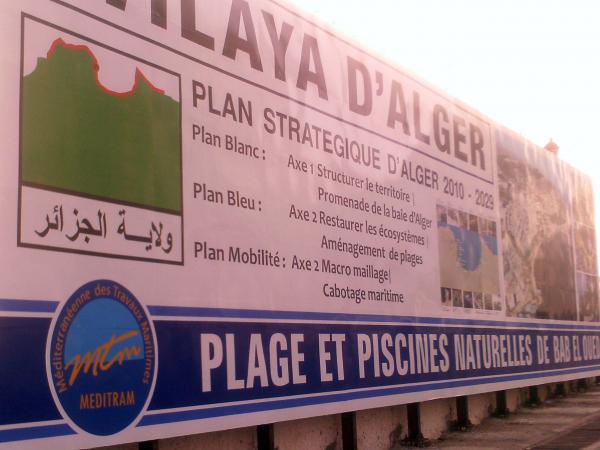 WILAYA D'ALGER
PLAN STRATEGIQUE D'ALGER 2010 - 2029
Plan Blanc : Axe 1 Structurer le territoire |
Promenade de la baie d'Alger
Plan Bleu : Axe 2 Restaurer les écosystèmes |
Aménagement de plages
Plan Mobilité : Axe 2 Macro maillage|
Cabotage maritime
ولاية الجزائر
Méditerranéenne des Travaux Maritimes
mtm
MEDITRAM
PLAGE ET PISCINES NATURELLES DE BAB EL OUED